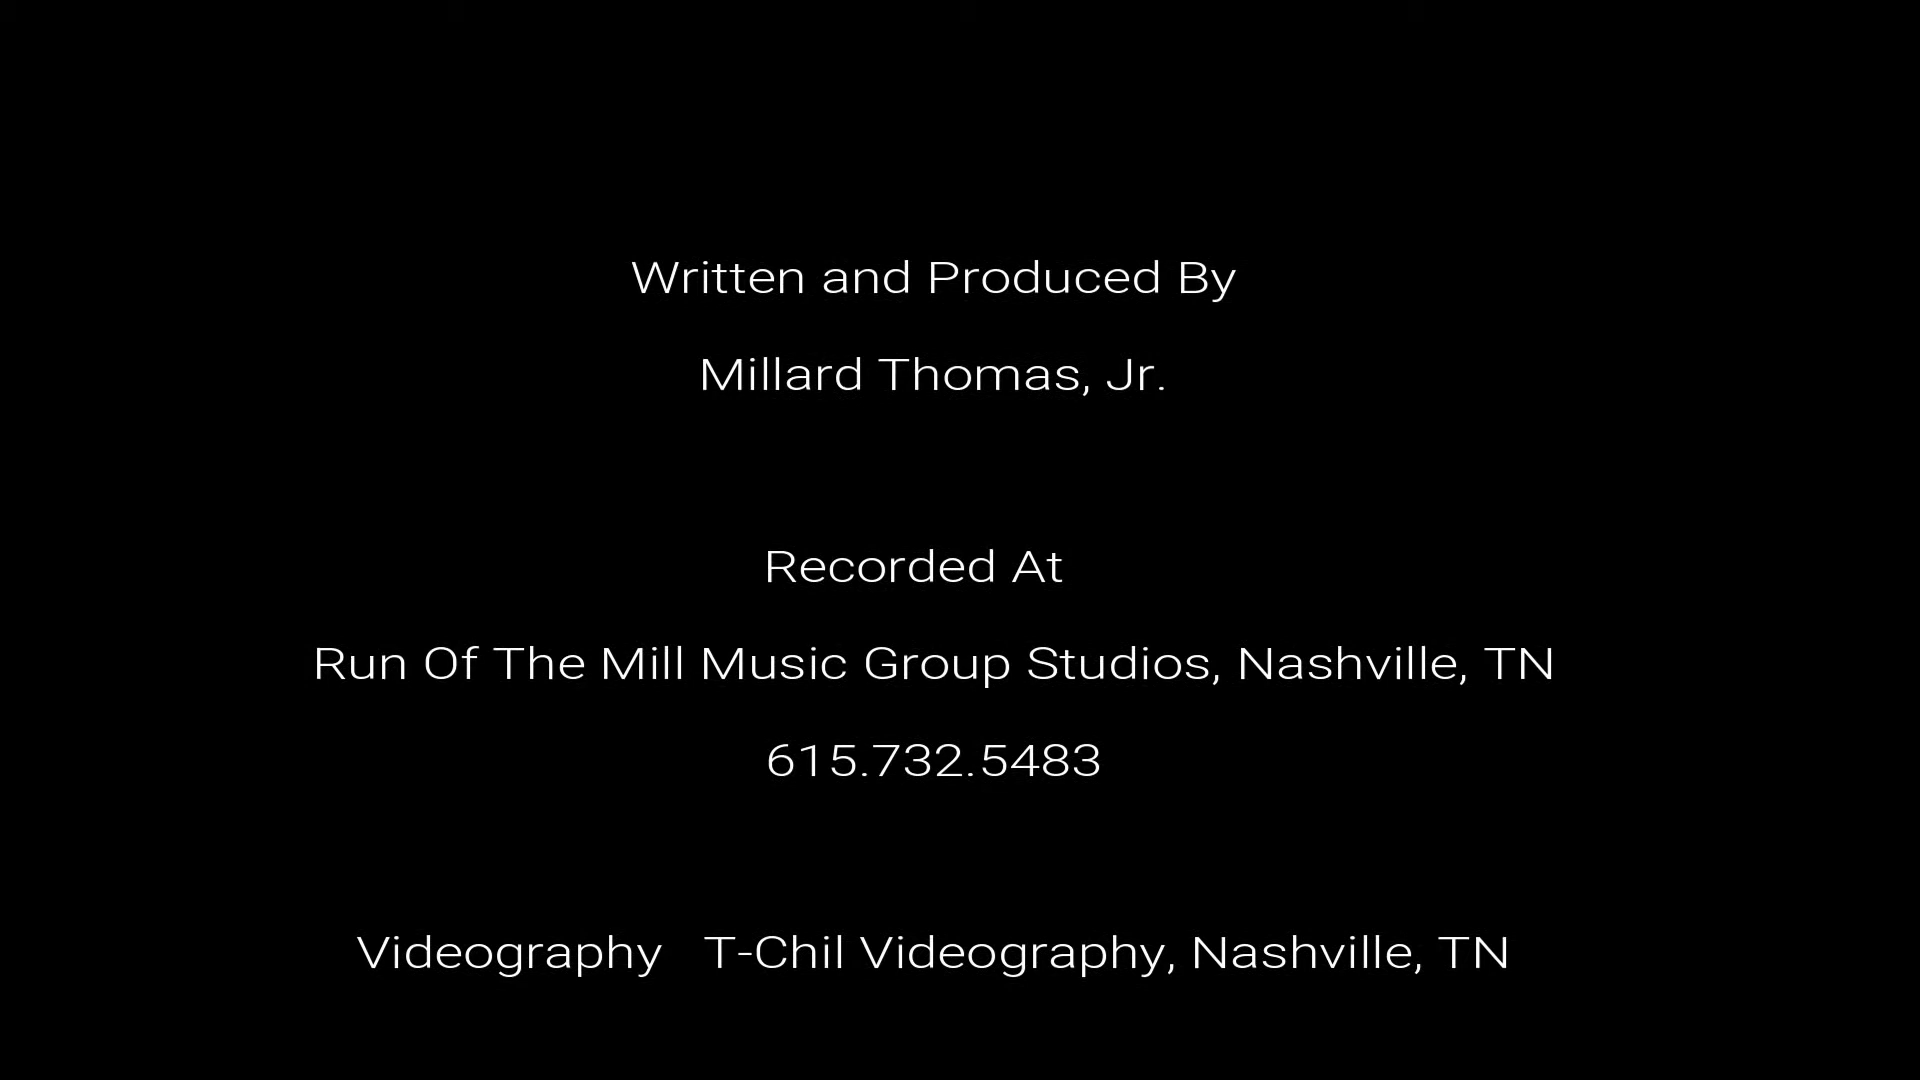 Written and Produced By
Millard Thomas, Jr.
Recorded At
Run Of The Mill Music Group Studios, Nashville, TN
615.732.5483
Videography   T-Chil Videography, Nashville, TN